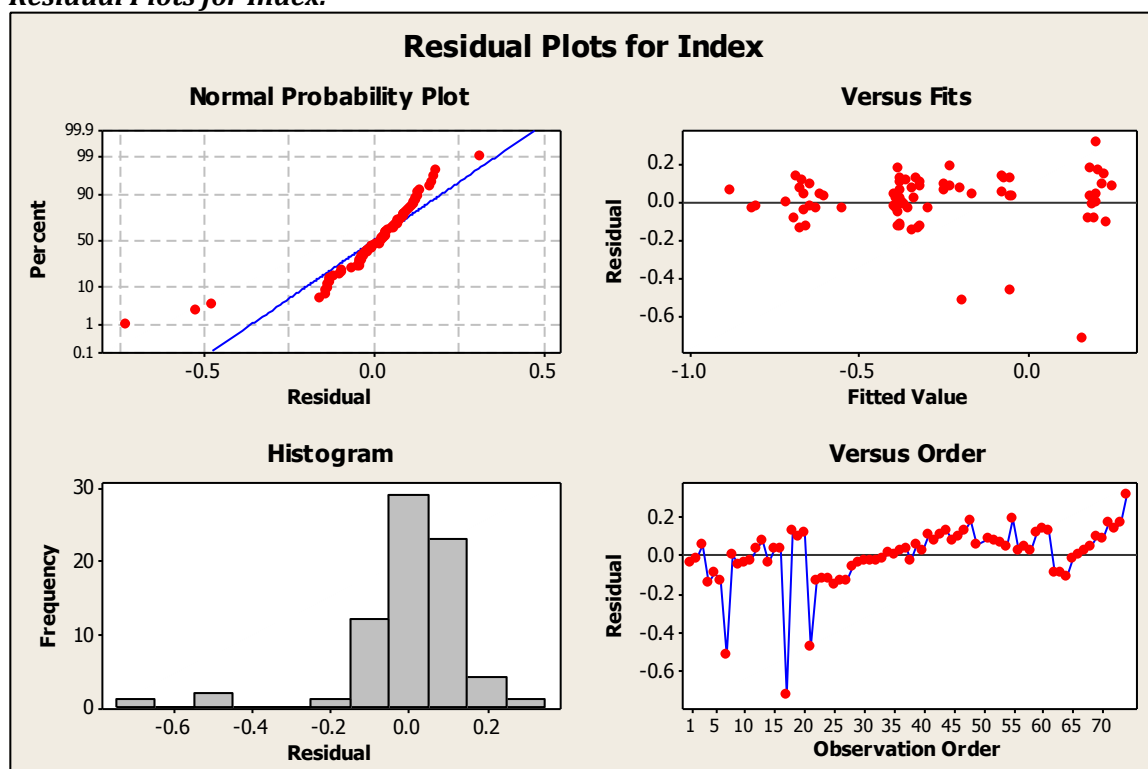 Residual Plots for Index:
Residual Plots for Index
Normal Probability Plot
99.9
99
90
50
10
1
0.1
Percent
-0.5 0.0 0.5
Residual
Versus Fits
0.2
0.0
-0.2
-0.4
-0.6
Residual
-1.0 -0.5 0.0
Fitted Value
Histogram
30
20
10
0
Frequency
-0.6 -0.4 -0.2 0.0 0.2
Residual
Versus Order
0.2
0.0
-0.2
-0.4
-0.6
Residual
1 5 10 15 20 25 30 35 40 45 50 55 60 65 70
Observation Order